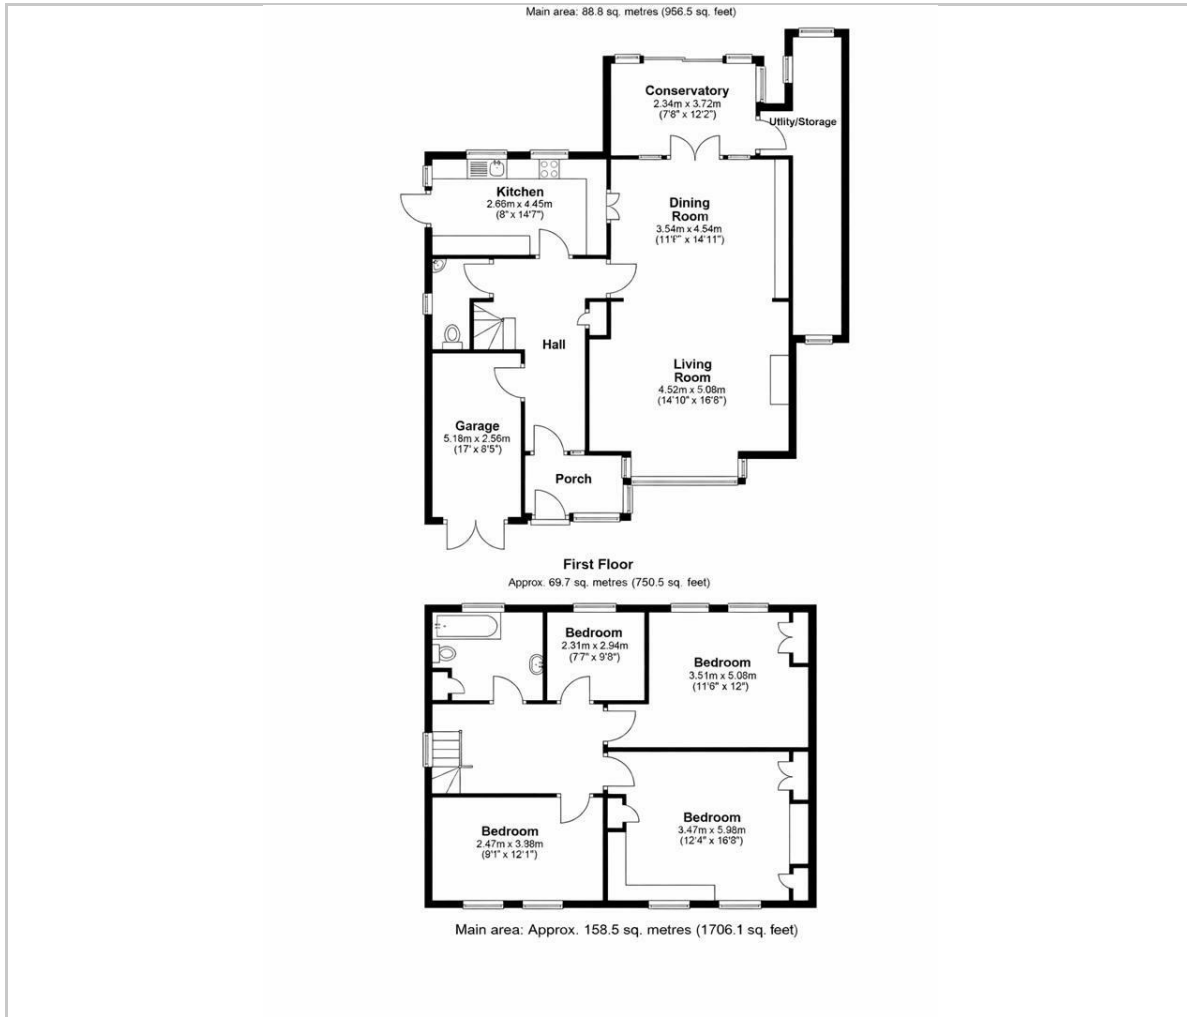 Main area: 88.8 sq. metres (956.5 sq. feet)
Conservatory
2.34m x 3.72m
(7'8" x 12'2")
Utlity/Storage
Kitchen
2.66m x 4.45m
(8" x 14'7")
Dining
Room
3.54m x 4.54m
x 14'11")
Hall
Living
Room
4.52m x 5.08m
(14'10" x 16'8")
Garage
5.18m x 2.56m
(17' x 8'5")
Porch
First Floor
Approx. 69.7 sq. metres (750.5 sq. feet)
Bedroom
2.31m x 2.94m
(7'7" x 9'8")
Bedroom
3.51m x 5.08m
(11'6" x 12")
Bedroom
2.47m x 3.88m
(9'1" x 12'1")
Bedroom
3.47m x 5.98m
(12'4" x 16'8")
Main area: Approx. 158.5 sq. metres (1706.1 sq. feet)